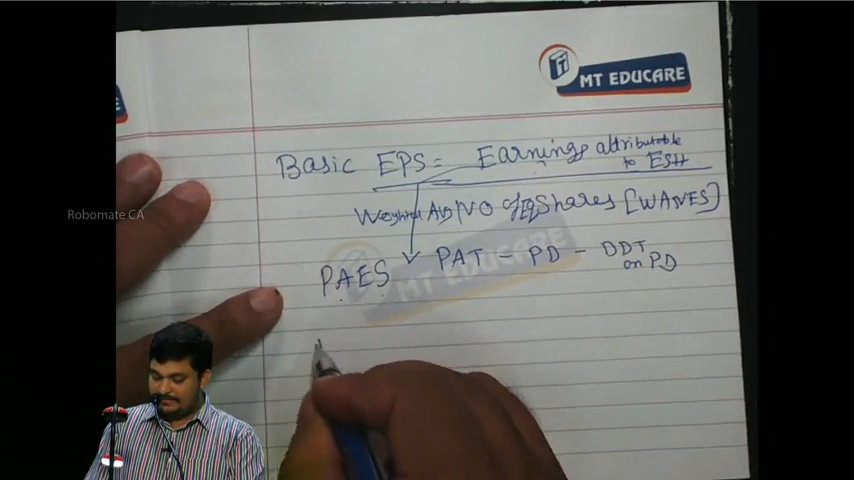 MT EDUCARE
Basic EPS = Earnings attributable to ESH
Weighted Avg NO of Eq Shares [WANES]
Robomate CA
PAES PAT - PD - DDT on PD
MT EDUCARE